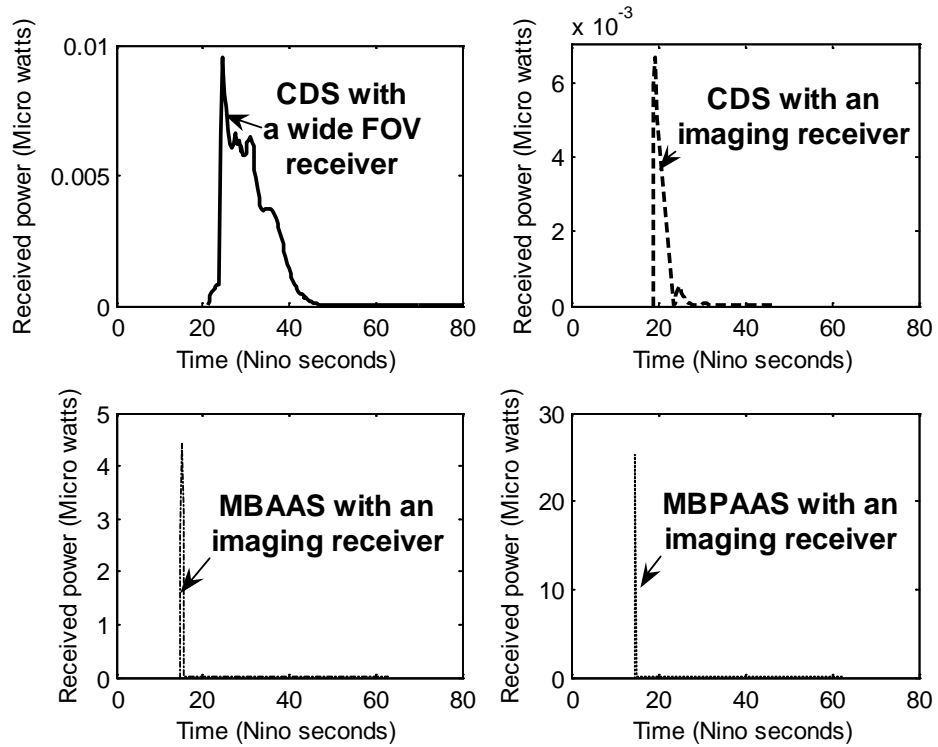 0.01
0.005
0
0 20 40 60 80
Received power (Micro watts)
Time (Nino seconds)
CDS with
a wide FOV
receiver
x 10^-3
6
4
2
0
0 20 40 60 80
Received power (Micro watts)
Time (Nino seconds)
CDS with an
imaging receiver
5
4
3
2
1
0
0 20 40 60 80
Received power (Micro watts)
Time (Nino seconds)
MBAAS with an
imaging receiver
30
20
10
0
0 20 40 60 80
Received power (Micro watts)
Time (Nino seconds)
MBPAAS with an
imaging receiver